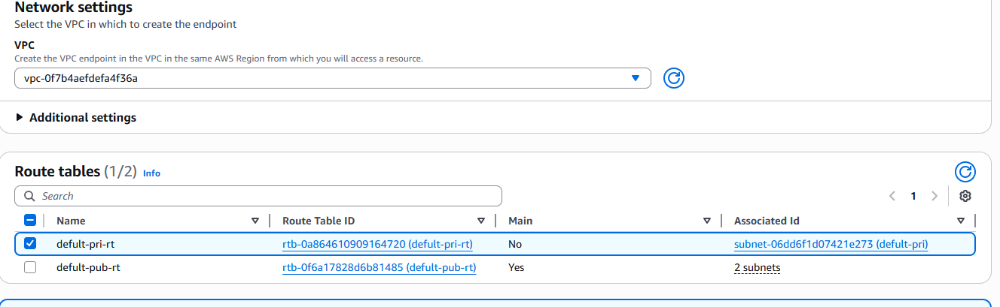 Network settings
Select the VPC in which to create the endpoint
VPC
Create the VPC endpoint in the VPC in the same AWS Region from which you will access a resource.
vpc-0f7b4aefdefa4f36a
Additional settings
Route tables (1/2) Info
Search
1
Name Route Table ID Main Associated Id
defult-pri-rt rtb-0a864610909164720 (defult-pri-rt) No subnet-06dd6f1d07421e273 (defult-pri)
defult-pub-rt rtb-0f6a17828d6b81485 (defult-pub-rt) Yes 2 subnets